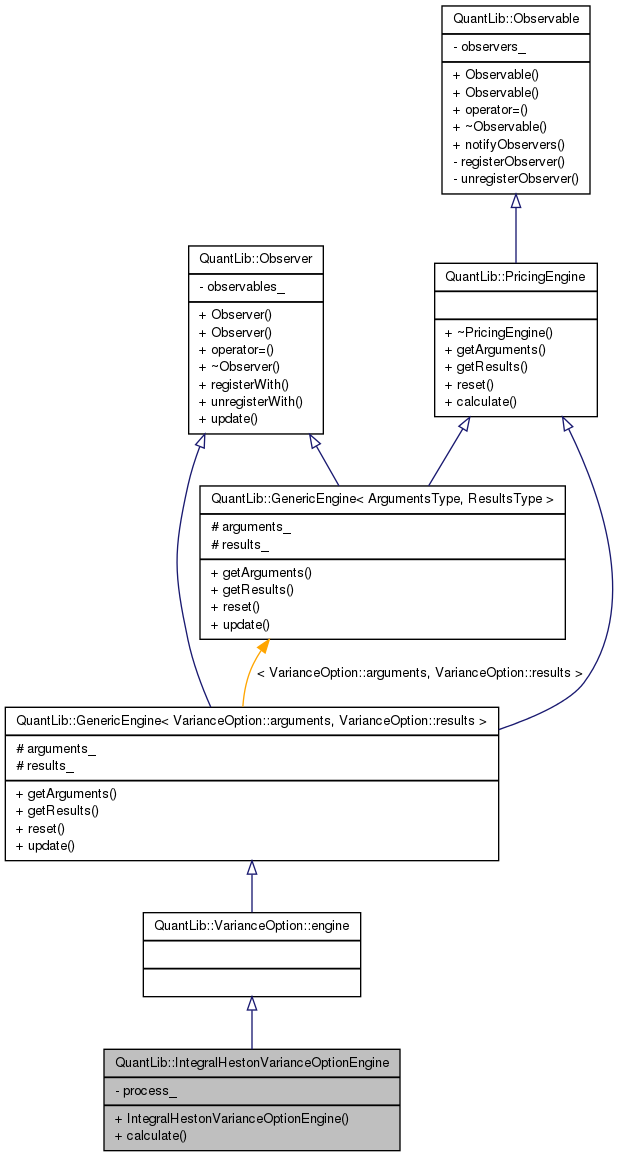 QuantLib::Observable
- observers_
+ Observable()
+ Observable()
+ operator=()
+ ~Observable()
+ notifyObservers()
- registerObserver()
- unregisterObserver()
QuantLib::Observer
- observables_
+ Observer()
+ Observer()
+ operator=()
+ ~Observer()
+ registerWith()
+ unregisterWith()
+ update()
QuantLib::PricingEngine
+ ~PricingEngine()
+ getArguments()
+ getResults()
+ reset()
+ calculate()
QuantLib::GenericEngine< ArgumentsType, ResultsType >
# arguments_
# results_
+ getArguments()
+ getResults()
+ reset()
+ update()
< VarianceOption::arguments, VarianceOption::results >
QuantLib::GenericEngine< VarianceOption::arguments, VarianceOption::results >
# arguments_
# results_
+ getArguments()
+ getResults()
+ reset()
+ update()
QuantLib::VarianceOption::engine
QuantLib::IntegralHestonVarianceOptionEngine
- process_
+ IntegralHestonVarianceOptionEngine()
+ calculate()